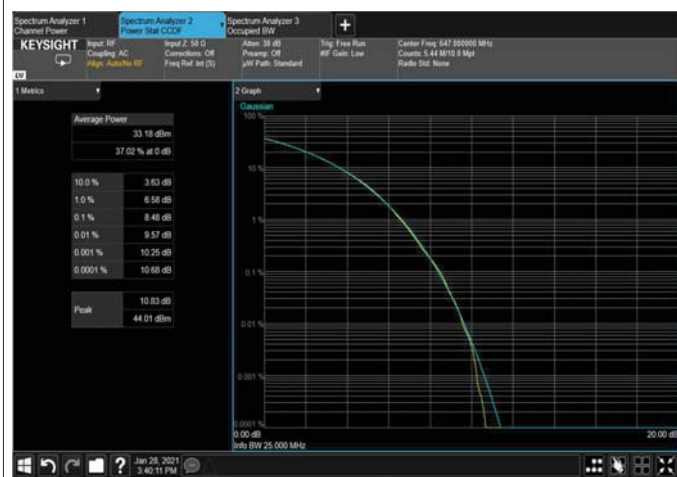 Spectrum Analyzer 1
Channel Power
Spectrum Analyzer 2
Power Stat CCDF
Spectrum Analyzer 3
Occupied BW
+
KEYSIGHT
Input: RF
Coupling: AC
Align: Auto/No RF
Input Z: 50 Ω
Corrections: Off
Freq Ref: Int (S)
Atten: 30 dB
Preamp: Off
µW Path: Standard
Trig: Free Run
#IF Gain: Low
Center Freq: 647.000000 MHz
Counts: 5.44 M/10.0 Mpt
Radio Std: None
LV
1 Metrics
Average Power
33.18 dBm
37.02 % at 0 dB
10.0 % 3.63 dB
1.0 % 6.58 dB
0.1 % 8.48 dB
0.01 % 9.57 dB
0.001 % 10.25 dB
0.0001 % 10.68 dB
Peak
10.83 dB
44.01 dBm
2 Graph
Gaussian
100 %
10 %
1 %
0.1 %
0.01 %
0.001 %
0.0001 %
0.00 dB
20.00 dB
Info BW 25.000 MHz
?
Jan 28, 2021
3:40:11 PM